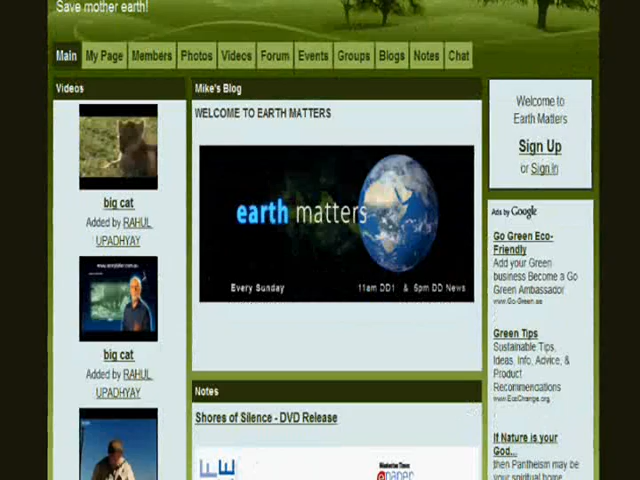 Save mother earth!
Main My Page Members Photos Videos Forum Events Groups Blogs Notes Chat
Videos
big cat
Added by RAHUL
UPADHYAY
big cat
Added by RAHUL
UPADHYAY
Mike's Blog
WELCOME TO EARTH MATTERS
earth matters
Every Sunday 11am DD1 & 5pm DD News
Notes
Shores of Silence - DVD Release
epaper
Welcome to
Earth Matters
Sign Up
or Sign In
Ads by Google
Go Green Eco-
Friendly
Add your Green
business Become a Go
Green Ambassador
www.Go-Green.ae
Green Tips
Sustainable Tips,
Ideas, Info, Advice, &
Product
Recommendations
www.EcoChange.org
If Nature is your
God...
then Pantheism may be
your spiritual home